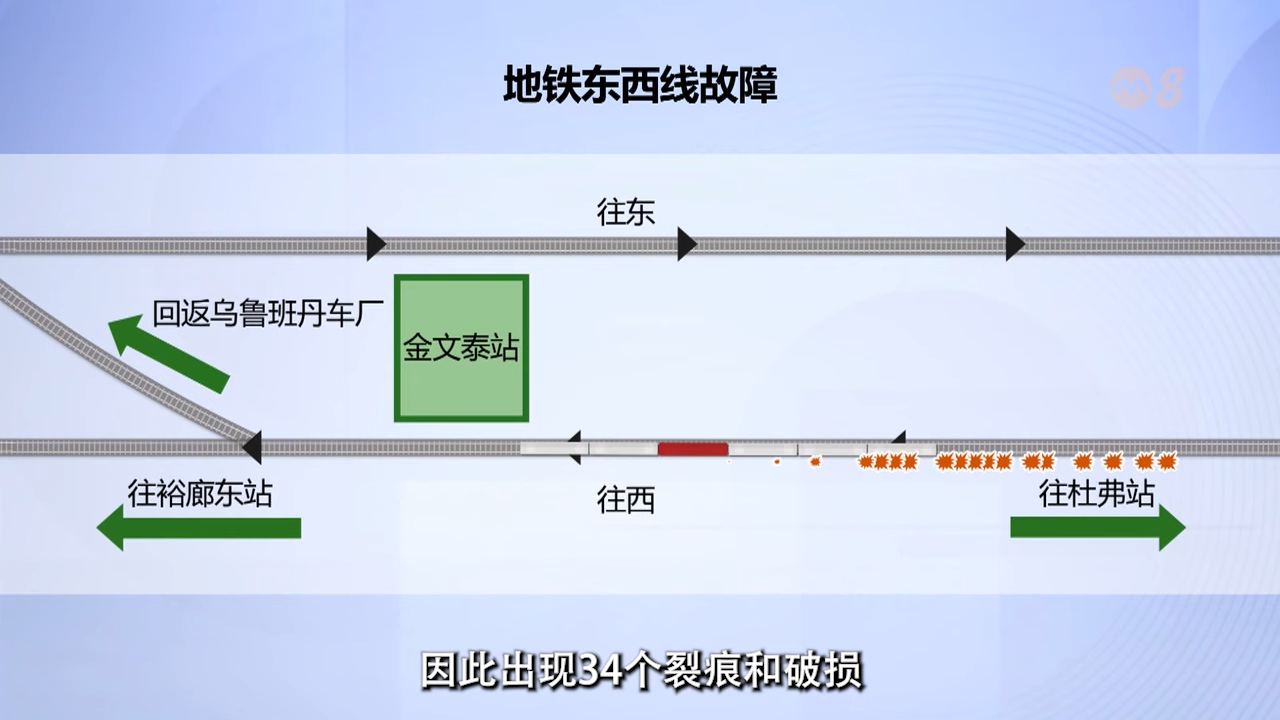 地铁东西线故障
8
往东
回返乌鲁班丹车厂
金文泰站
往裕廊东站
往西
往杜弗站
因此出现34个裂痕和破损